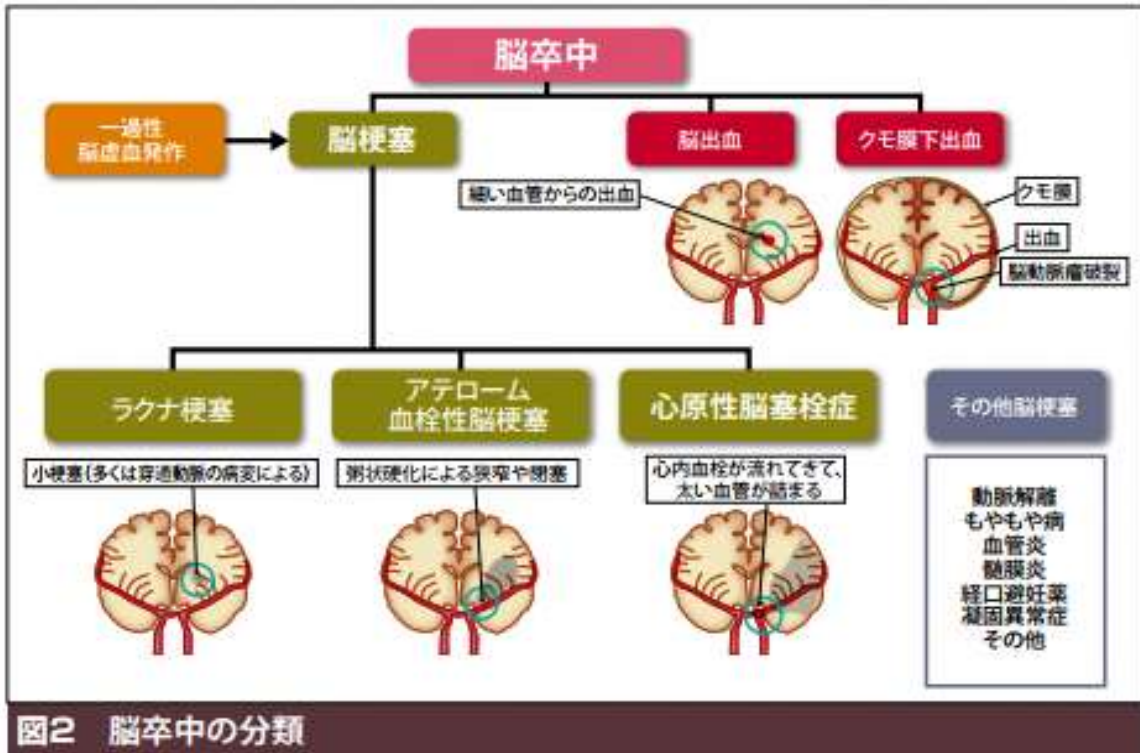 脳卒中
一過性
脳虚血発作
脳梗塞
脳出血
クモ膜下出血
細い血管からの出血
クモ膜
出血
脳動脈瘤破裂
ラクナ梗塞
アテローム
血栓性脳梗塞
心原性脳塞栓症
その他脳梗塞
小梗塞(多くは穿通動脈の病変による)
粥状硬化による狭窄や閉塞
心内血栓が流れてきて、
太い血管が詰まる
動脈解離
もやもや病
血管炎
髄膜炎
経口避妊薬
凝固異常症
その他
図2 脳卒中の分類